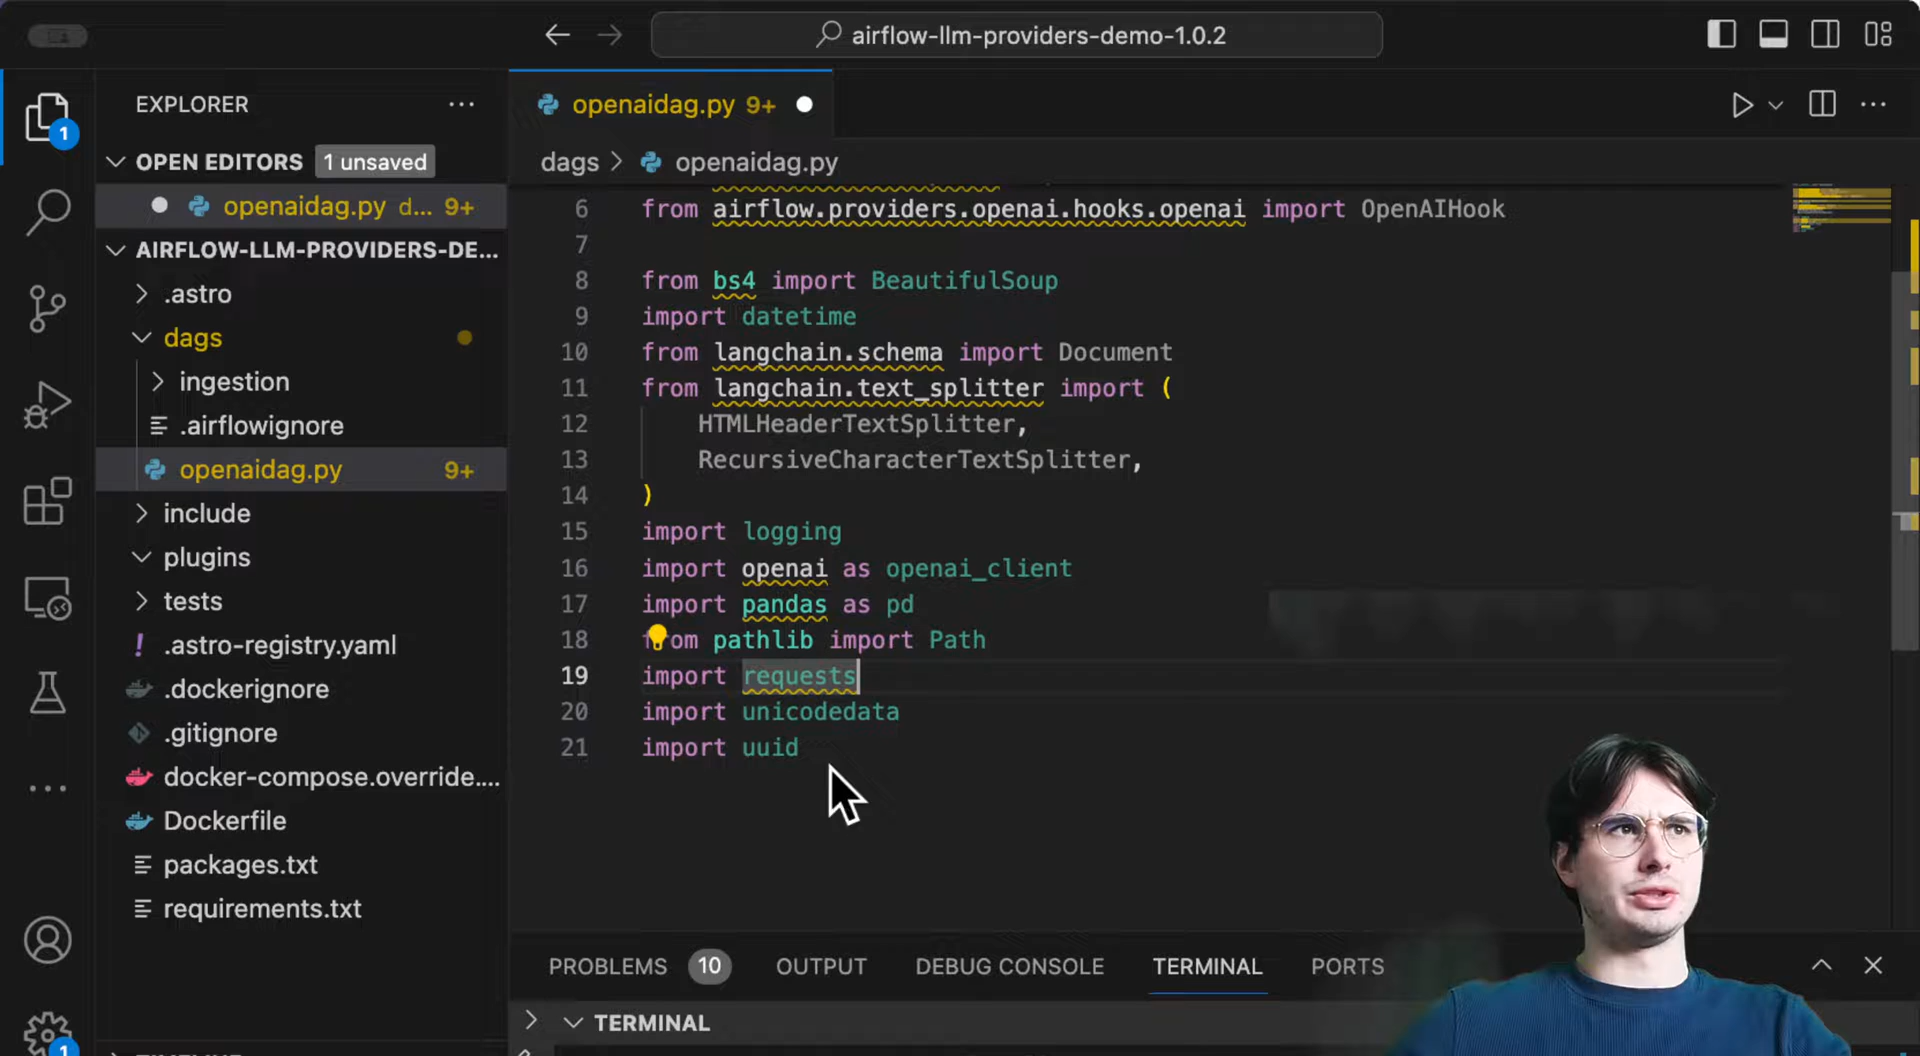 airflow-llm-providers-demo-1.0.2
EXPLORER
openaidag.py 9+
1
OPEN EDITORS 1 unsaved
dags > openaidag.py
openaidag.py d... 9+
AIRFLOW-LLM-PROVIDERS-DE...
.astro
dags
ingestion
.airflowignore
openaidag.py 9+
include
plugins
tests
.astro-registry.yaml
.dockerignore
.gitignore
docker-compose.override....
Dockerfile
packages.txt
requirements.txt
1
6 from airflow.providers.openai.hooks.openai import OpenAIHook
7
8 from bs4 import BeautifulSoup
9 import datetime
10 from langchain.schema import Document
11 from langchain.text_splitter import (
12 HTMLHeaderTextSplitter,
13 RecursiveCharacterTextSplitter,
14 )
15 import logging
16 import openai as openai_client
17 import pandas as pd
18 from pathlib import Path
19 import requests
20 import unicodedata
21 import uuid
PROBLEMS 10 OUTPUT DEBUG CONSOLE TERMINAL PORTS
TERMINAL